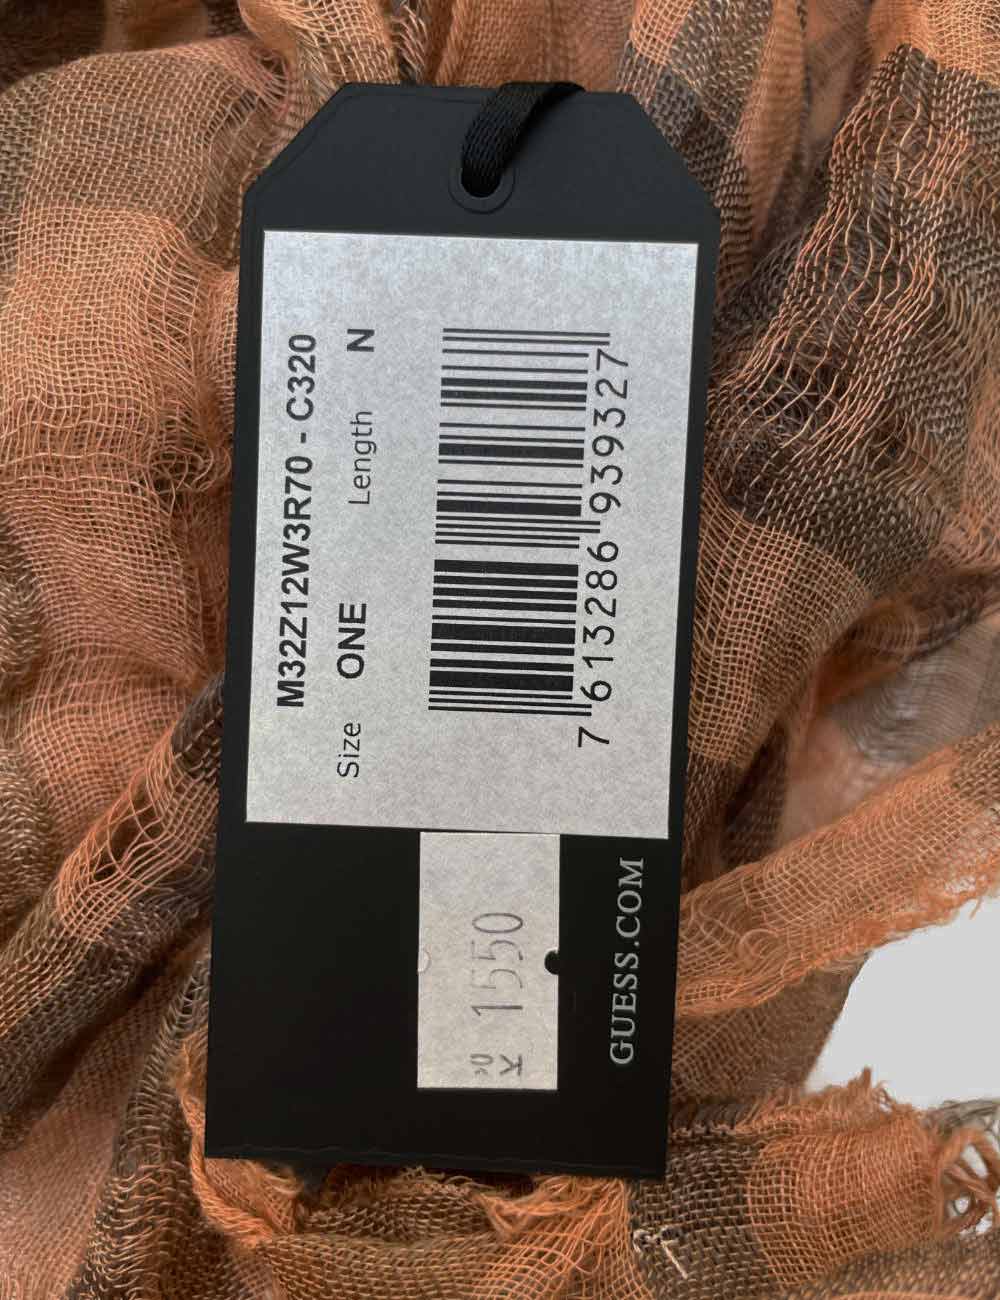 M32Z12W3R70 - C320
Size ONE Length N
7 613286 939327
1550
GUESS.COM